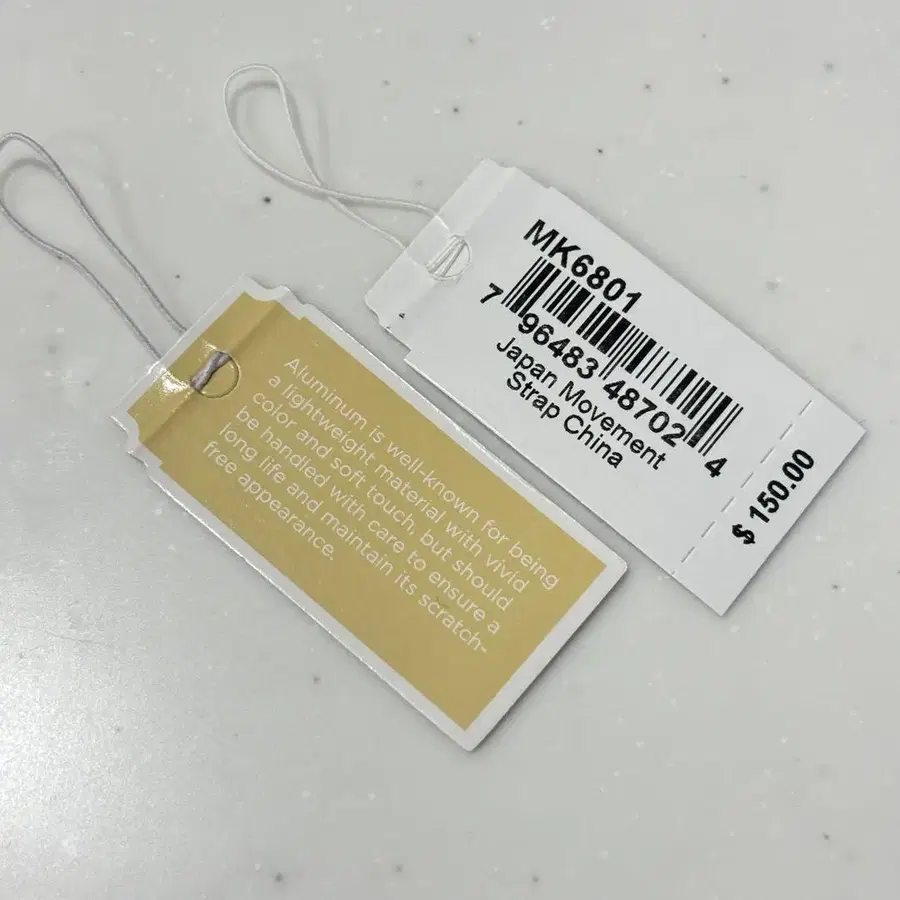 Aluminum is well-known for being
a lightweight material with vivid
color and soft touch, but should
be handled with care to ensure a
long life and maintain its scratch-
free appearance.
MK6801
7 96483 48702 4
Japan Movement
Strap China
$ 150.00